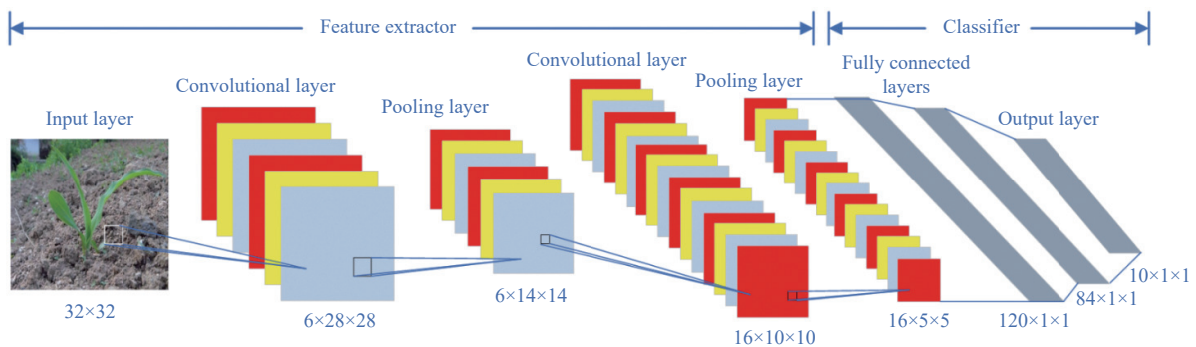 Feature extractor
Classifier
Input layer
Convolutional layer
Pooling layer
Convolutional layer
Pooling layer
Fully connected
layers
Output layer
32×32
6×28×28
6×14×14
16×10×10
16×5×5
120×1×1
84×1×1
10×1×1